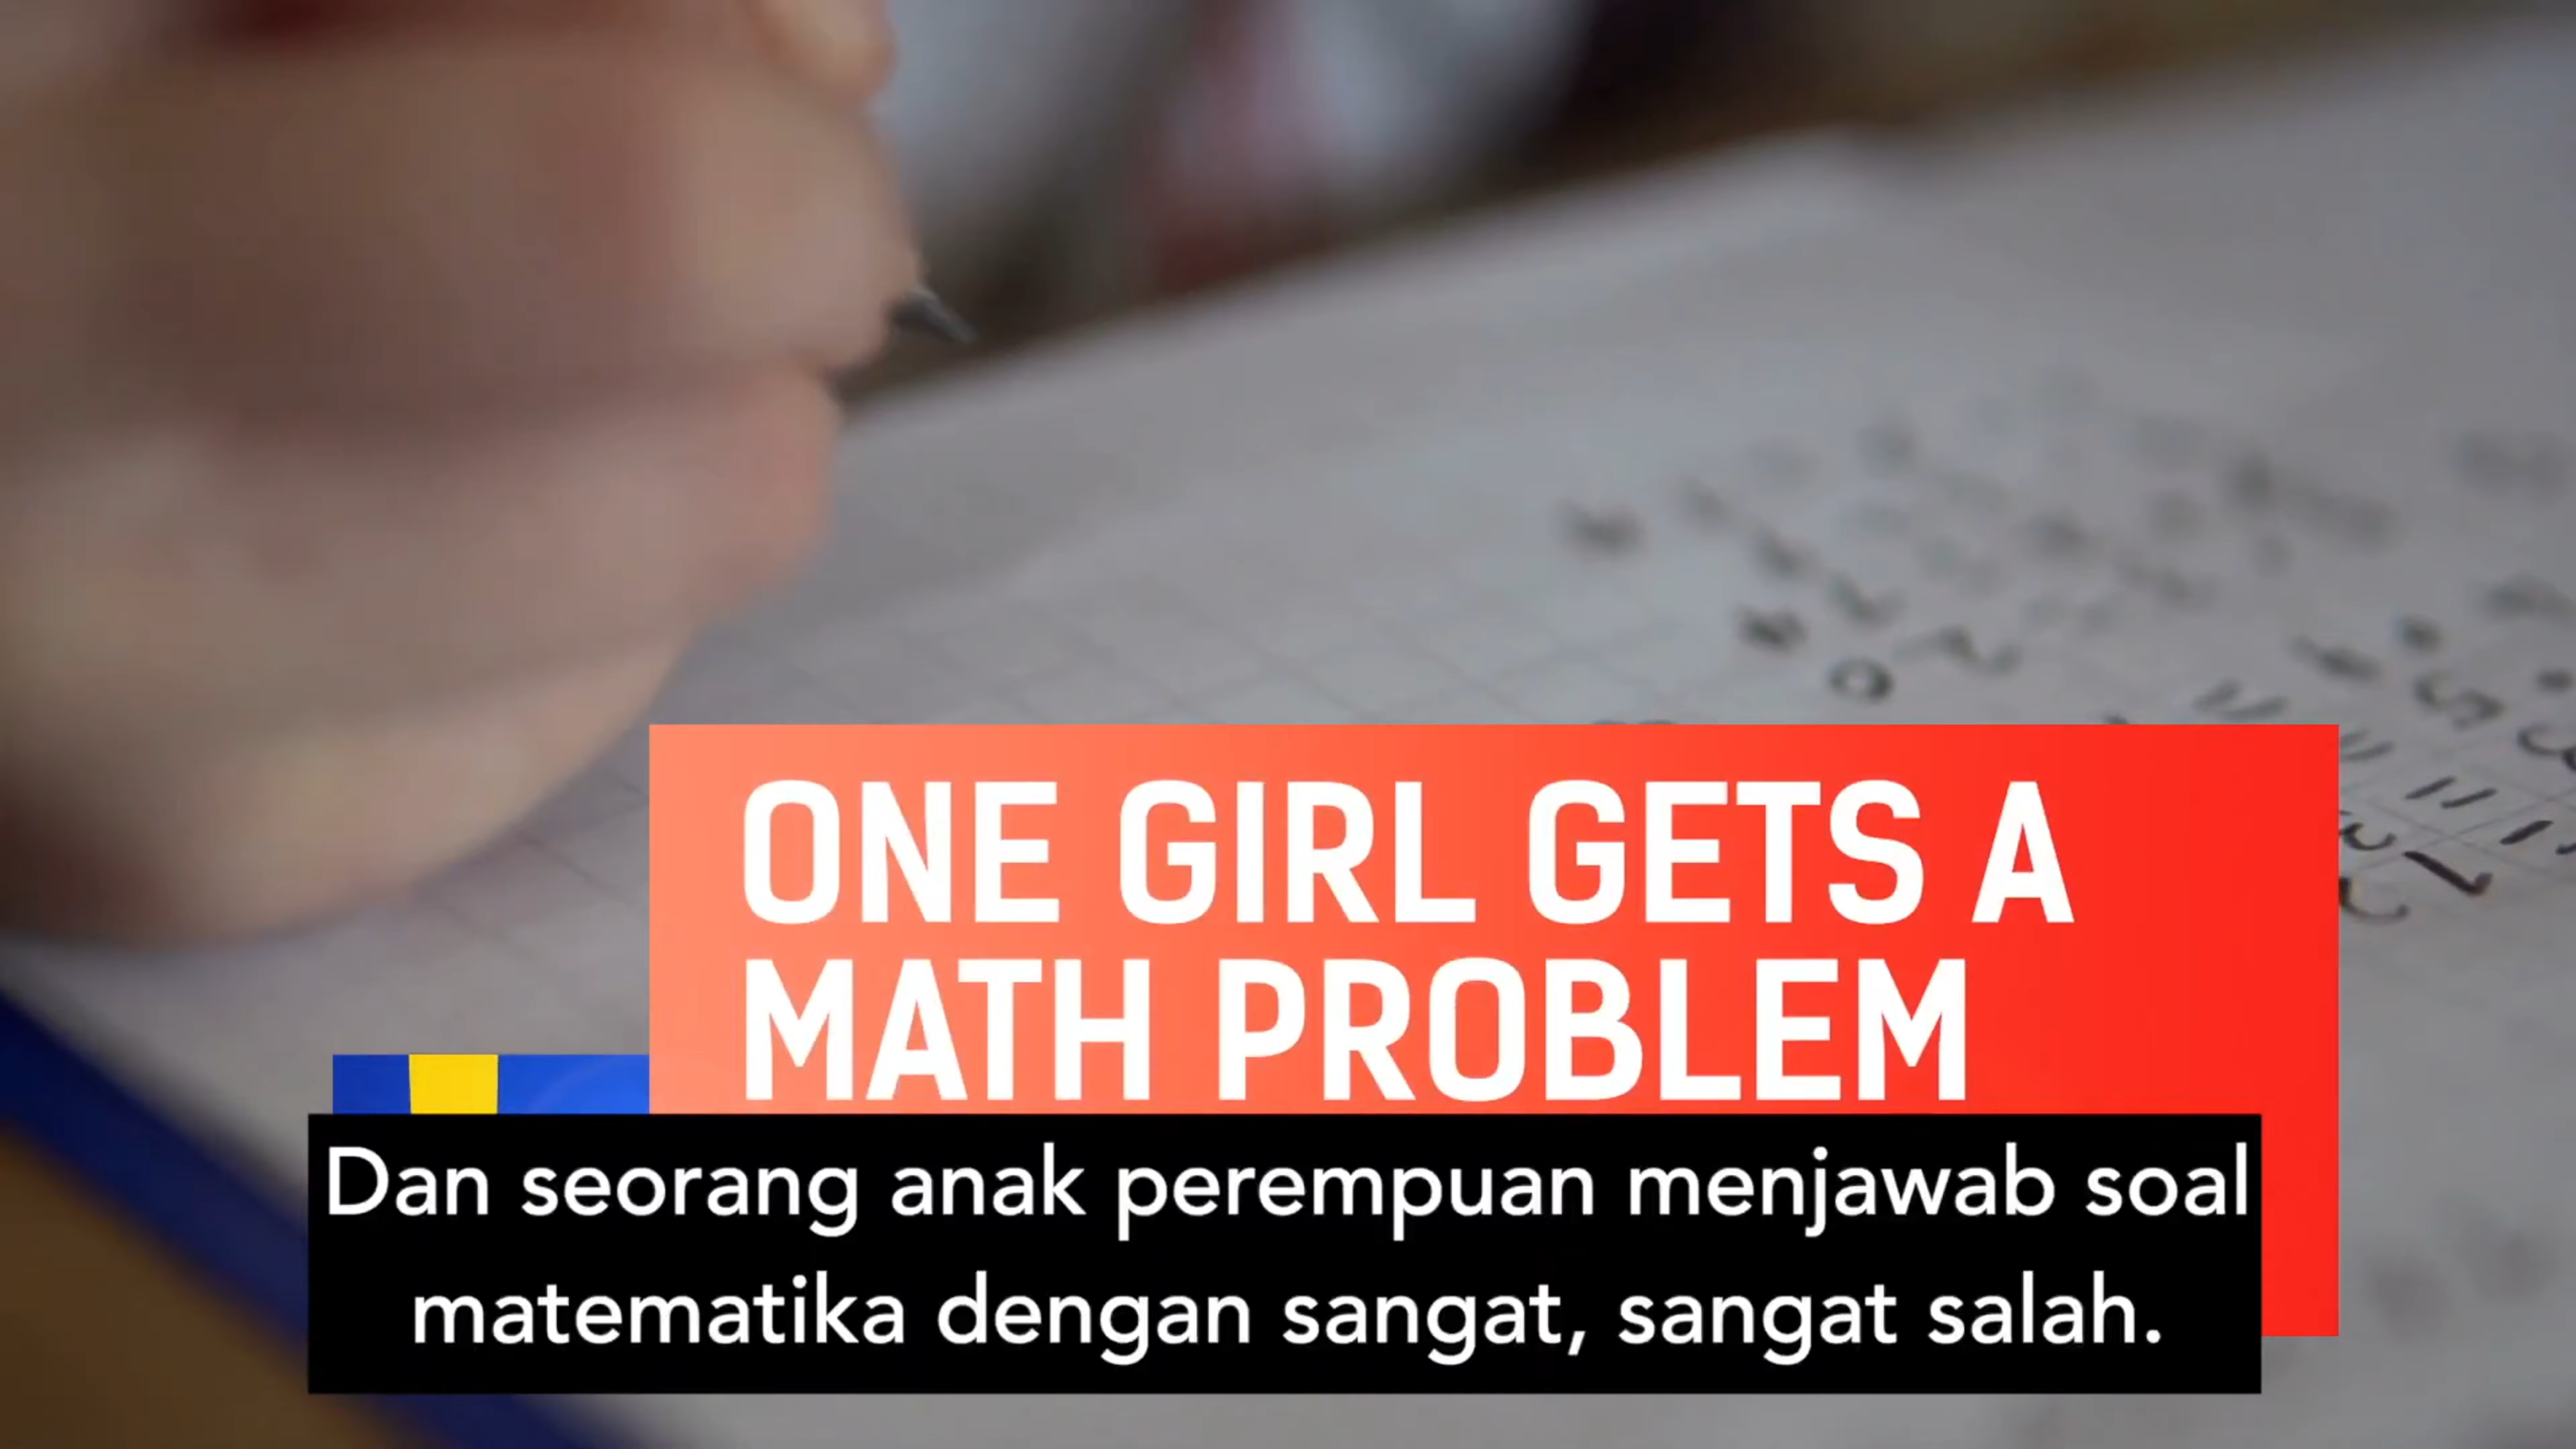 ONE GIRL GETS A
MATH PROBLEM
Dan seorang anak perempuan menjawab soal
matematika dengan sangat, sangat salah.